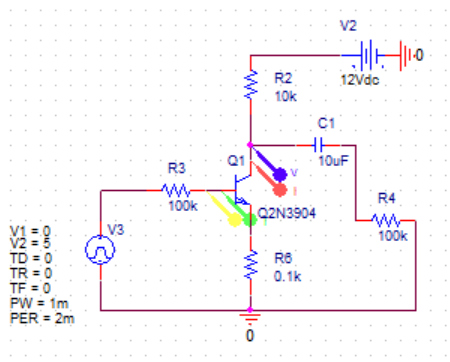 V2
0
12Vdc
R2
10k
C1
10uF
Q1
V
I
R3
100k
Q2N3904
R4
100k
V3
V1 = 0
V2 = 5
TD = 0
TR = 0
TF = 0
PW = 1m
PER = 2m
R6
0.1k
0